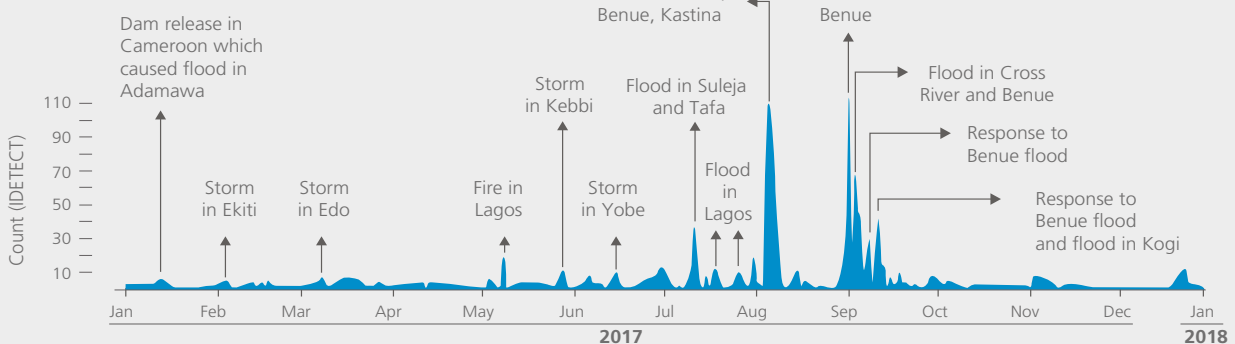 Benue, Kastina
Benue
Dam release in
Cameroon which
caused flood in
Adamawa
Storm
in Kebbi
Flood in Suleja
and Tafa
Flood in Cross
River and Benue
Response to
Benue flood
Storm
in Ekiti
Storm
in Edo
Fire in
Lagos
Storm
in Yobe
Flood
in
Lagos
Response to
Benue flood
and flood in Kogi
Count (IDETECT)
110
90
70
50
30
10
Jan Feb Mar Apr May Jun Jul Aug Sep Oct Nov Dec Jan
2017 2018